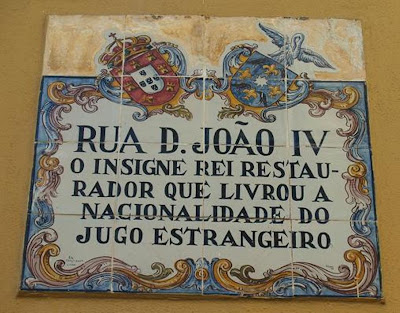 RUA D. JOÃO IV
O INSIGNE REI RESTAU-
RADOR QUE LIVROU A
NACIONALIDADE DO
JUGO ESTRANGEIRO